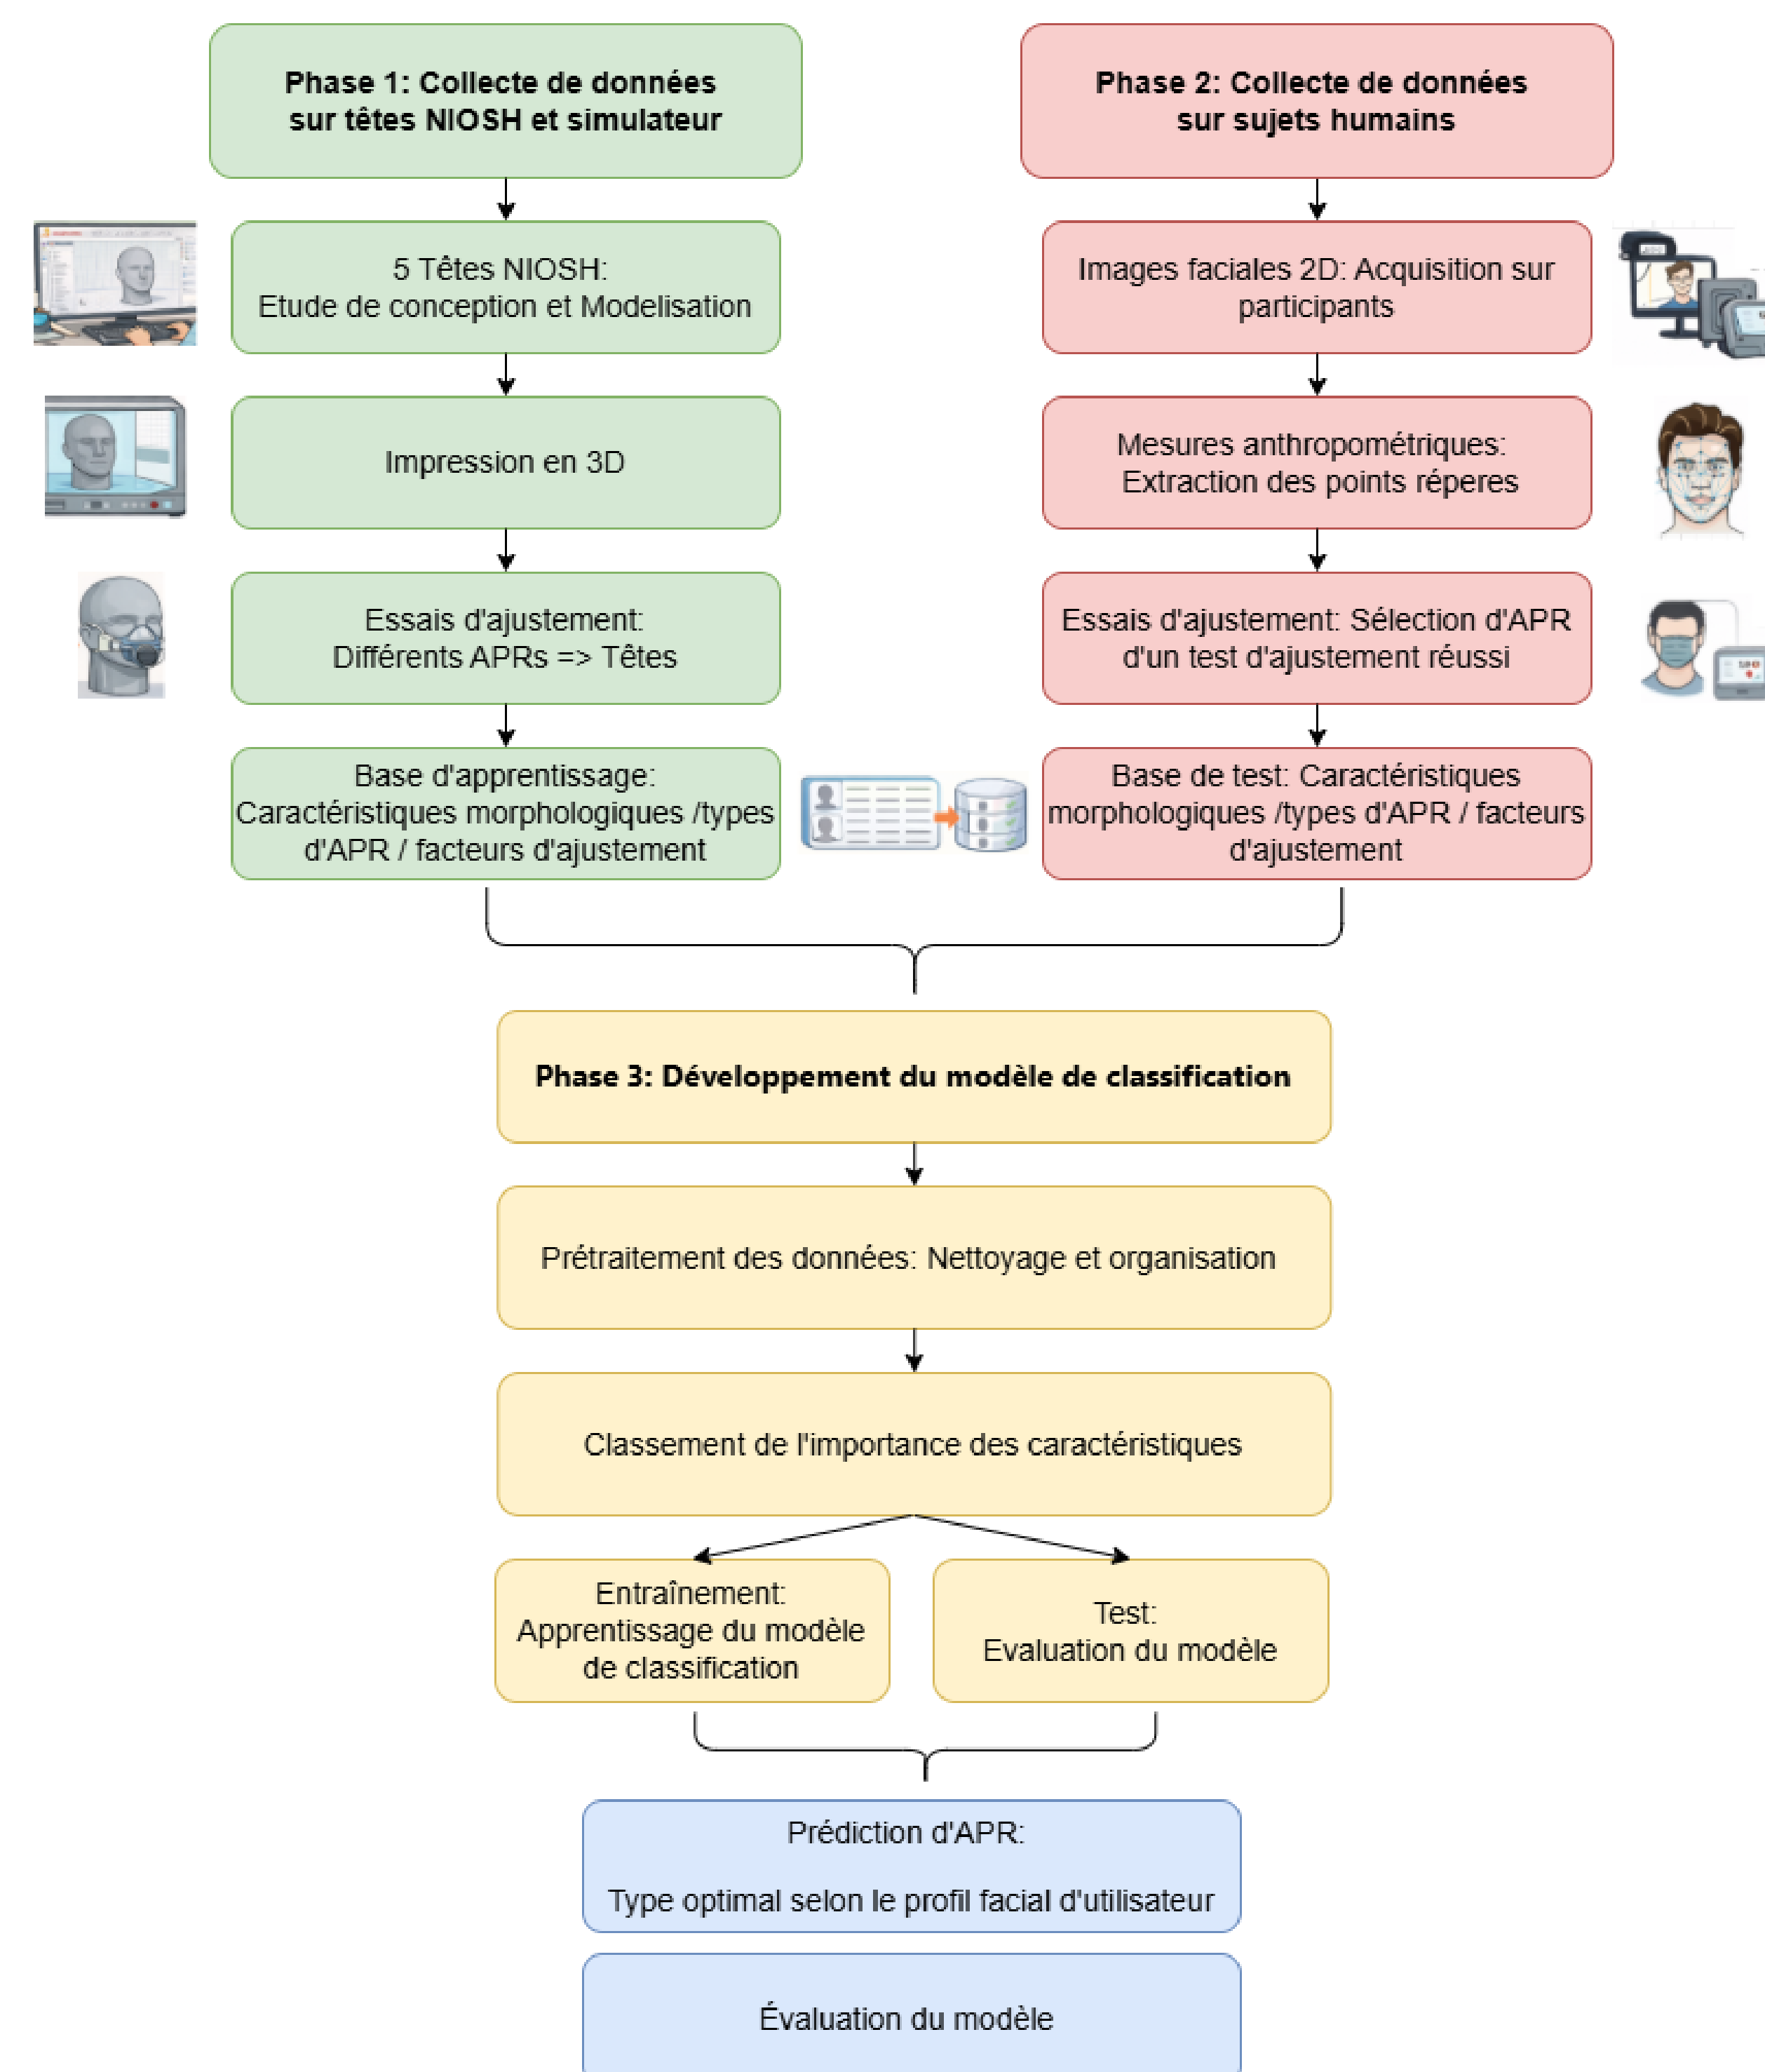 Phase 1: Collecte de données
sur têtes NIOSH et simulateur
5 Têtes NIOSH:
Etude de conception et Modelisation
Impression en 3D
Essais d'ajustement:
Différents APRs => Têtes
Base d'apprentissage:
Caractéristiques morphologiques /types
d'APR / facteurs d'ajustement
Phase 2: Collecte de données
sur sujets humains
Images faciales 2D: Acquisition sur
participants
Mesures anthropométriques:
Extraction des points réperes
Essais d'ajustement: Sélection d'APR
d'un test d'ajustement réussi
Base de test: Caractéristiques
morphologiques /types d'APR / facteurs
d'ajustement
Phase 3: Développement du modèle de classification
Prétraitement des données: Nettoyage et organisation
Classement de l'importance des caractéristiques
Entraînement:
Apprentissage du modèle
de classification
Test:
Evaluation du modèle
Prédiction d'APR:
Type optimal selon le profil facial d'utilisateur
Évaluation du modèle